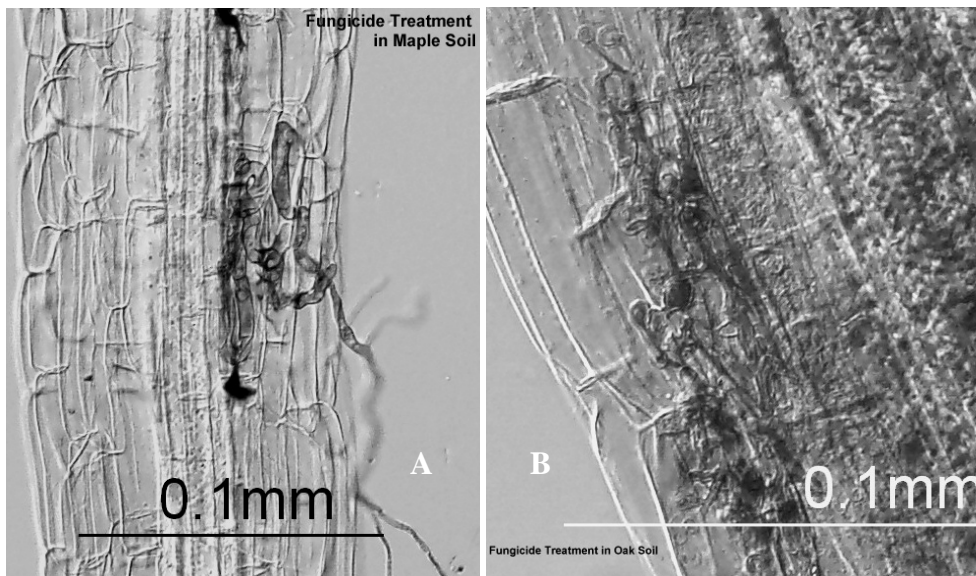 Fungicide Treatment
in Maple Soil
A
0.1mm
B
0.1mm
Fungicide Treatment in Oak Soil